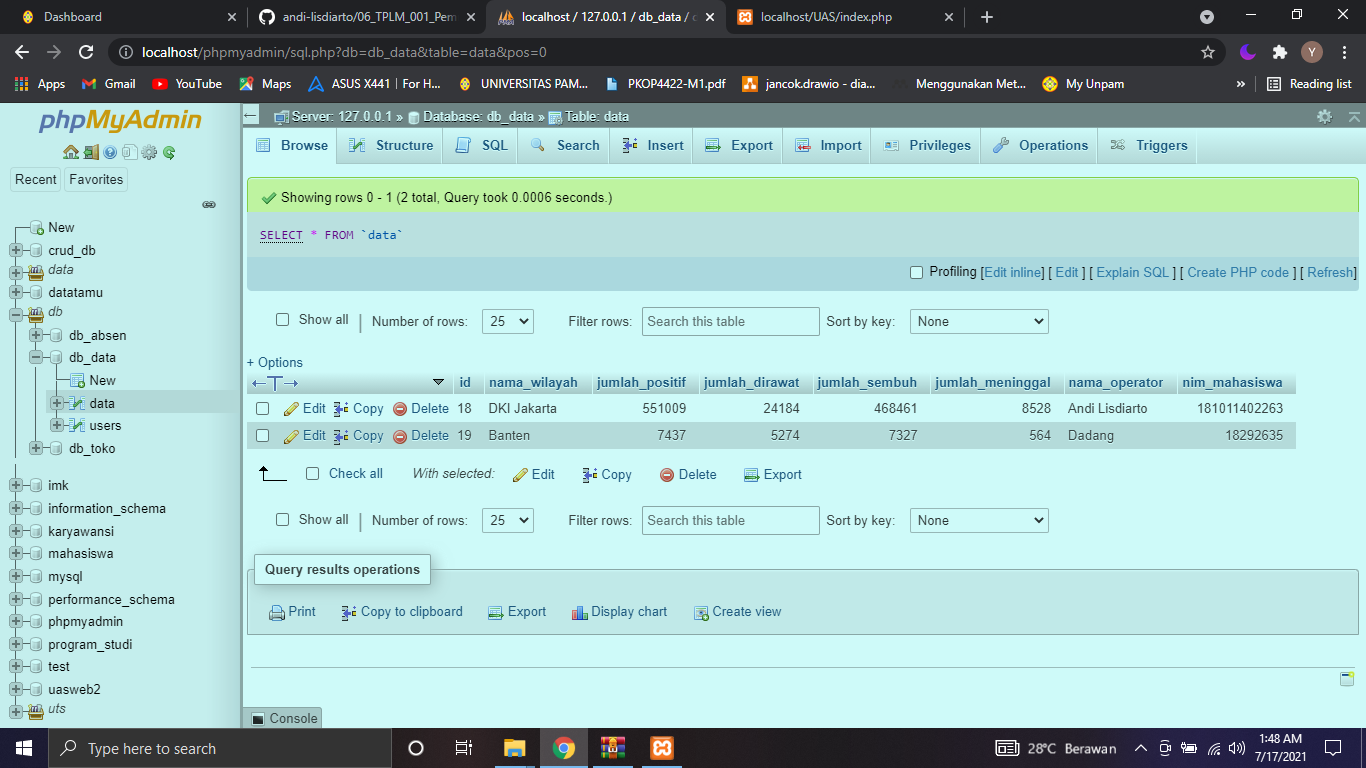 Dashboard
andi-lisdiarto/06_TPLM_001_Pem
localhost / 127.0.0.1 / db_data / d
localhost/UAS/index.php
localhost/phpmyadmin/sql.php?db=db_data&table=data&pos=0
Y
Apps Gmail YouTube Maps ASUS X441 | For H... UNIVERSITAS PAM... PKOP4422-M1.pdf jancok.drawio - dia... Menggunakan Met... My Unpam » Reading list
phpMyAdmin
Recent Favorites
New
crud_db
data
datatamu
db
db_absen
db_data
New
data
users
db_toko
imk
information_schema
karyawansi
mahasiswa
mysql
performance_schema
phpmyadmin
program_studi
test
uasweb2
uts
Server: 127.0.0.1 » Database: db_data » Table: data
Browse Structure SQL Search Insert Export Import Privileges Operations Triggers
Showing rows 0 - 1 (2 total, Query took 0.0006 seconds.)
SELECT * FROM `data`
Profiling [Edit inline] [ Edit ] [ Explain SQL ] [ Create PHP code ] [ Refresh]
Show all | Number of rows: 25 Filter rows: Search this table Sort by key: None
+ Options
←T→ id nama_wilayah jumlah_positif jumlah_dirawat jumlah_sembuh jumlah_meninggal nama_operator nim_mahasiswa
Edit Copy Delete 18 DKI Jakarta 551009 24184 468461 8528 Andi Lisdiarto 181011402263
Edit Copy Delete 19 Banten 7437 5274 7327 564 Dadang 18292635
Check all With selected: Edit Copy Delete Export
Show all | Number of rows: 25 Filter rows: Search this table Sort by key: None
Query results operations
Print Copy to clipboard Export Display chart Create view
Console
Type here to search
28°C Berawan
1:48 AM
7/17/2021